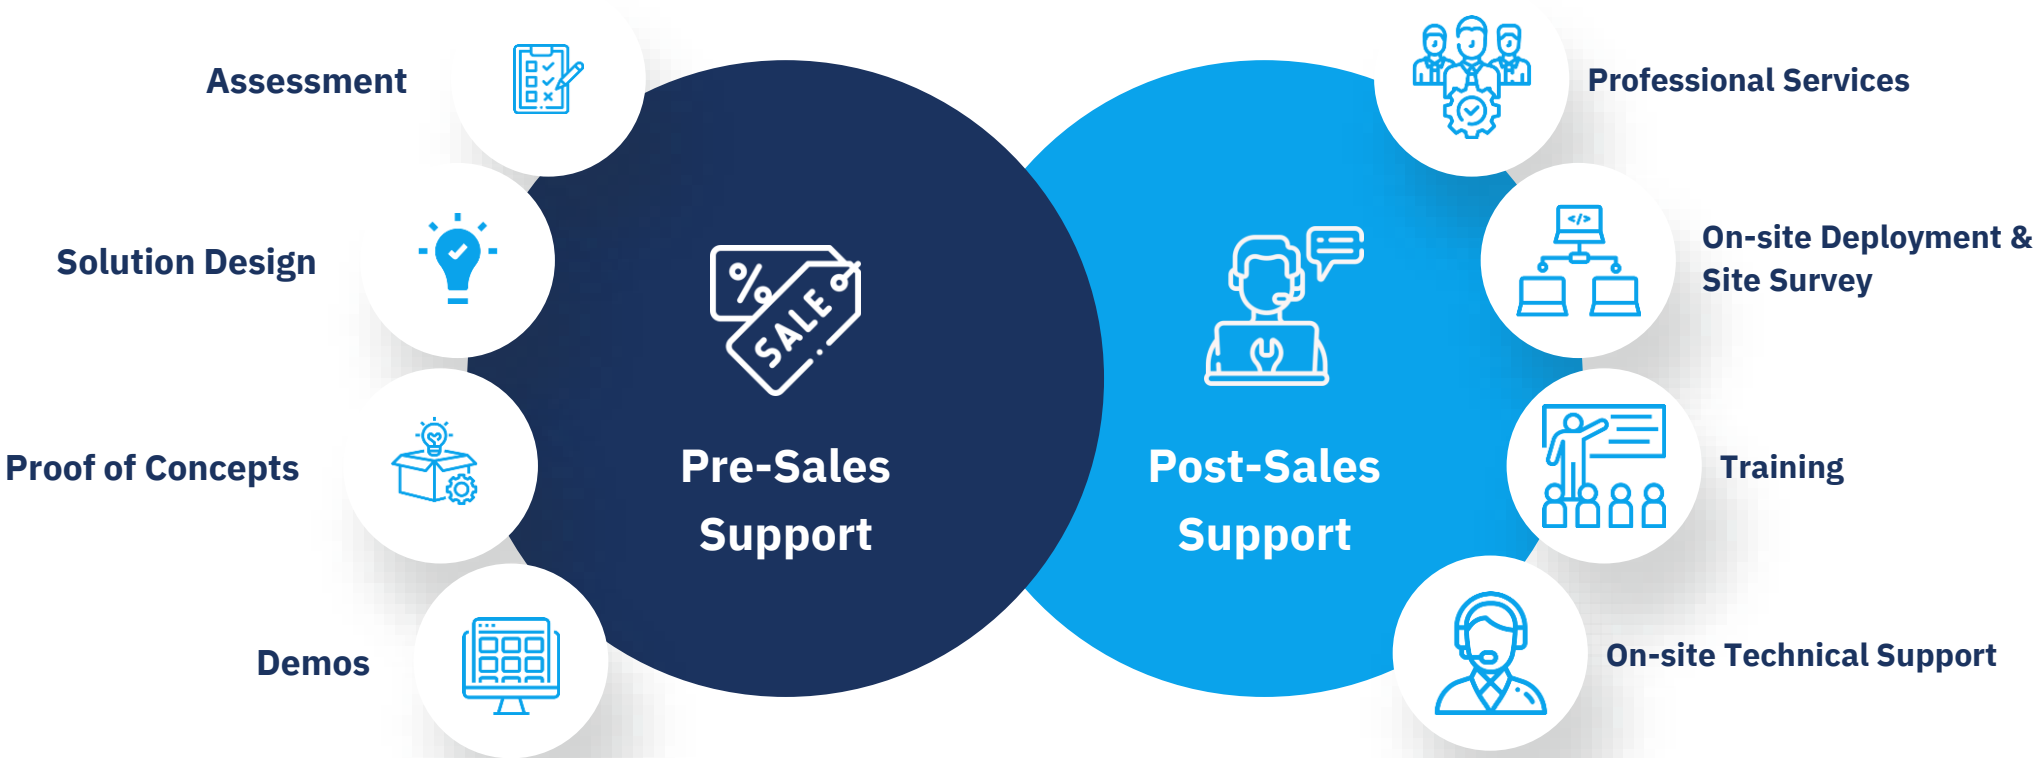 Assessment
Solution Design
Proof of Concepts
Demos
%
SALE
Pre-Sales
Support
Post-Sales
Support
Professional Services
</>
On-site Deployment &
Site Survey
Training
On-site Technical Support